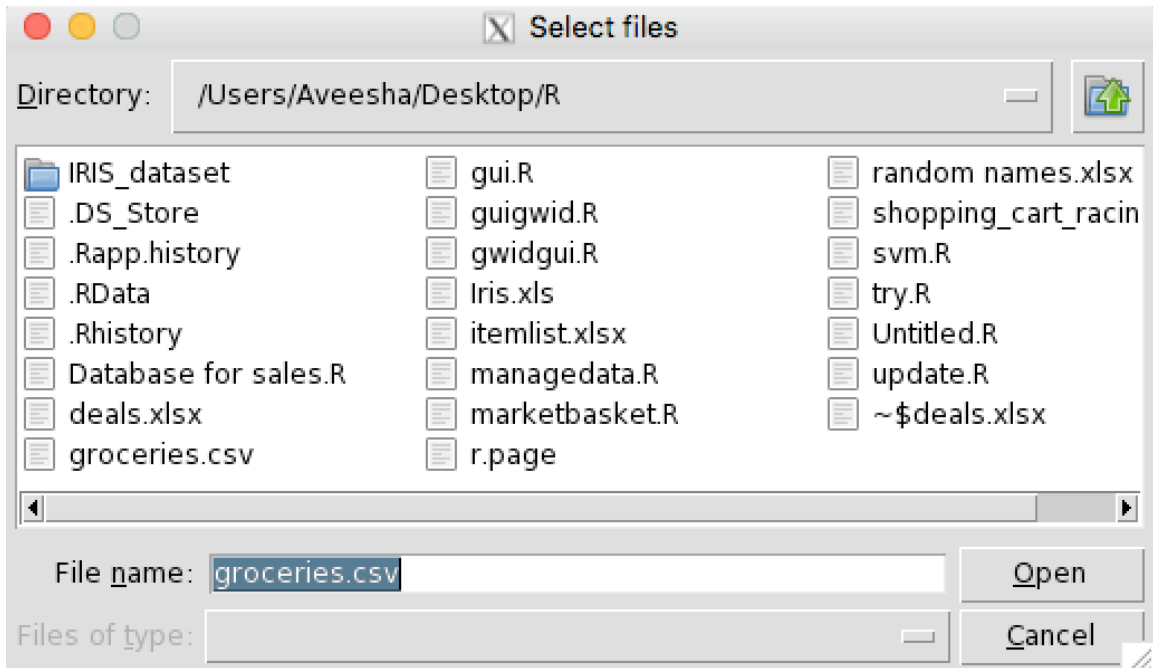 Select files
Directory: /Users/Aveesha/Desktop/R
IRIS_dataset
.DS_Store
.Rapp.history
.RData
.Rhistory
Database for sales.R
deals.xlsx
groceries.csv
gui.R
guigwid.R
gwidgui.R
Iris.xls
itemlist.xlsx
managedata.R
marketbasket.R
r.page
random names.xlsx
shopping_cart_racin
svm.R
try.R
Untitled.R
update.R
~$deals.xlsx
File name: groceries.csv Open
Files of type: Cancel